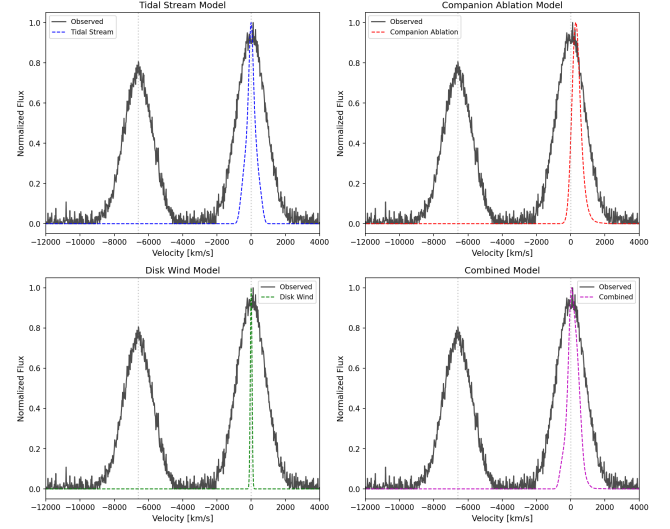 Tidal Stream Model
Normalized Flux
1.0
0.8
0.6
0.4
0.2
0.0
Observed
Tidal Stream
−12000 −10000 −8000 −6000 −4000 −2000 0 2000 4000
Velocity [km/s]
Companion Ablation Model
Normalized Flux
1.0
0.8
0.6
0.4
0.2
0.0
Observed
Companion Ablation
−12000 −10000 −8000 −6000 −4000 −2000 0 2000 4000
Velocity [km/s]
Disk Wind Model
Normalized Flux
1.0
0.8
0.6
0.4
0.2
0.0
Observed
Disk Wind
−12000 −10000 −8000 −6000 −4000 −2000 0 2000 4000
Velocity [km/s]
Combined Model
Normalized Flux
1.0
0.8
0.6
0.4
0.2
0.0
Observed
Combined
−12000 −10000 −8000 −6000 −4000 −2000 0 2000 4000
Velocity [km/s]